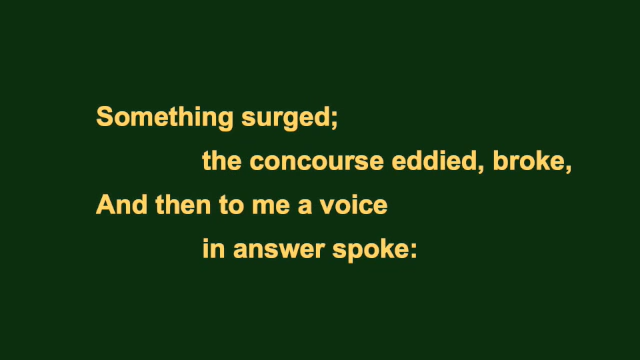 Something surged;
the concourse eddied, broke,
And then to me a voice
in answer spoke: